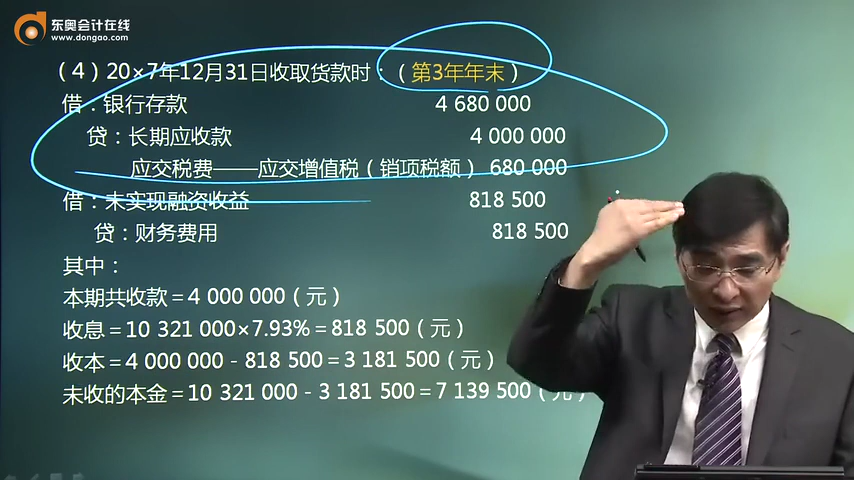 东奥会计在线
www.dongao.com
（4）20×7年12月31日收取货款时：（第3年年末）
借：银行存款 4 680 000
贷：长期应收款 4 000 000
应交税费——应交增值税（销项税额） 680 000
借：未实现融资收益 818 500
贷：财务费用 818 500
其中：
本期共收款＝4 000 000（元）
收息＝10 321 000×7.93%＝818 500（元）
收本＝4 000 000－818 500＝3 181 500（元）
未收的本金＝10 321 000－3 181 500＝7 139 500（元）